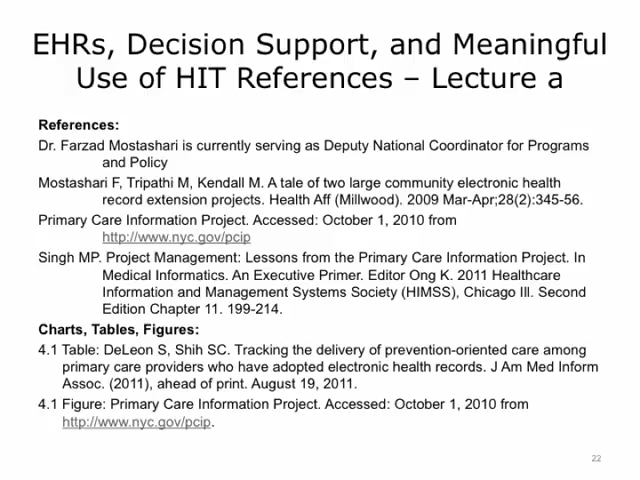 EHRs, Decision Support, and Meaningful
Use of HIT References – Lecture a
References:
Dr. Farzad Mostashari is currently serving as Deputy National Coordinator for Programs
and Policy
Mostashari F, Tripathi M, Kendall M. A tale of two large community electronic health
record extension projects. Health Aff (Millwood). 2009 Mar-Apr;28(2):345-56.
Primary Care Information Project. Accessed: October 1, 2010 from
http://www.nyc.gov/pcip
Singh MP. Project Management: Lessons from the Primary Care Information Project. In
Medical Informatics. An Executive Primer. Editor Ong K. 2011 Healthcare
Information and Management Systems Society (HIMSS), Chicago Ill. Second
Edition Chapter 11. 199-214.
Charts, Tables, Figures:
4.1 Table: DeLeon S, Shih SC. Tracking the delivery of prevention-oriented care among
primary care providers who have adopted electronic health records. J Am Med Inform
Assoc. (2011), ahead of print. August 19, 2011.
4.1 Figure: Primary Care Information Project. Accessed: October 1, 2010 from
http://www.nyc.gov/pcip.
22